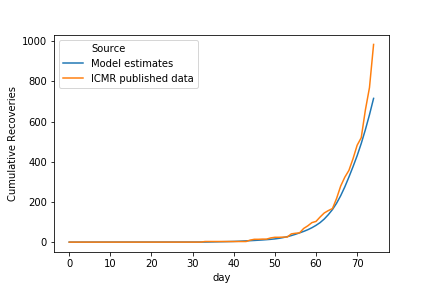 1000
800
600
400
200
0
Cumulative Recoveries
Source
Model estimates
ICMR published data
0 10 20 30 40 50 60 70
day